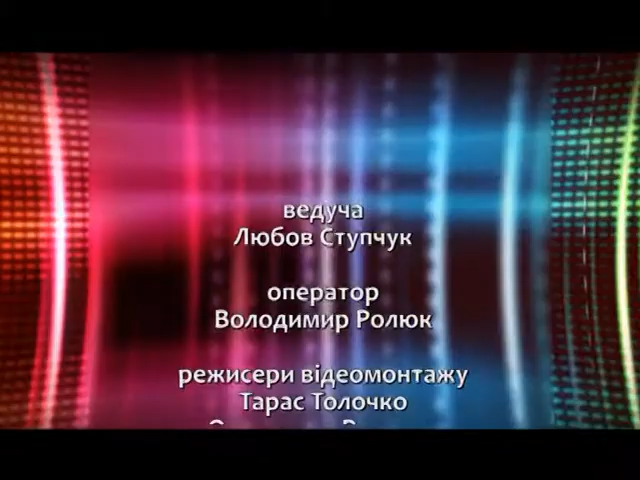 ведуча
Любов Ступчук
оператор
Володимир Ролюк
режисери відеомонтажу
Тарас Толочко